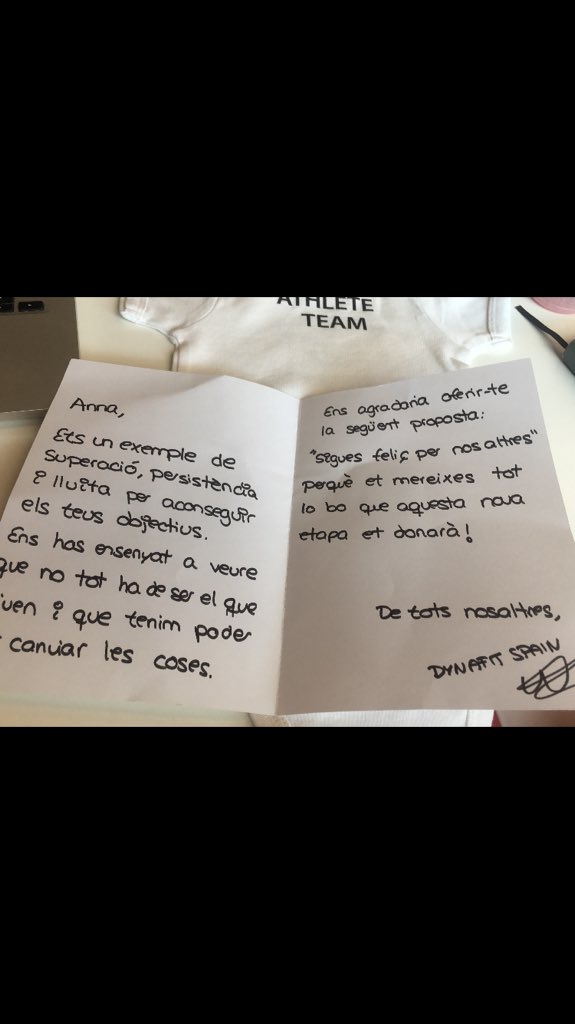 ATHLETE
TEAM
Anna,
Ets un exemple de
superació, persistència
i lluita per aconseguir
els teus objectius.
Ens has ensenyat a veure
que no tot ha de ser el que
iuen i que tenim poder
canviar les coses.
Ens agradaria oferir-te
la següent proposta:
"sigues feliç per nosaltres"
perquè et mereixes tot
lo bo que aquesta nova
etapa et donarà!
De tots nosaltres,
DYNAFIT SPAIN